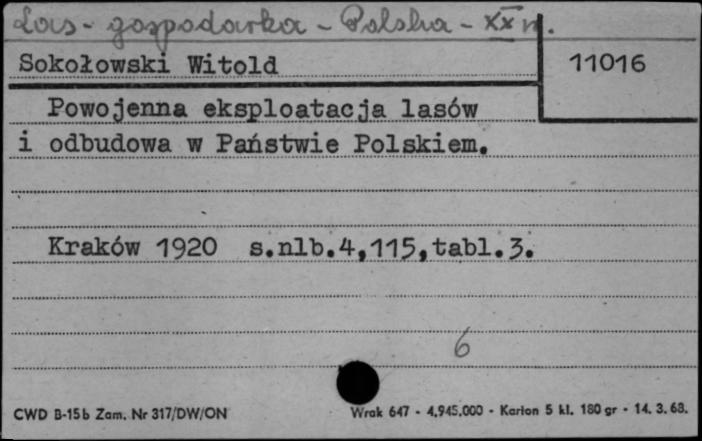 Las - gospodarka - Polska - XX w.
Sokołowski Witold
11016
Powojenna eksploatacja lasów
i odbudowa w Państwie Polskiem.
Kraków 1920 s.nlb.4,115,tabl.3.
6
CWD B-15b Zam. Nr 317/DW/ON Wrak 647 - 4.945.000 - Karton 5 kl. 180 gr - 14. 3. 68.